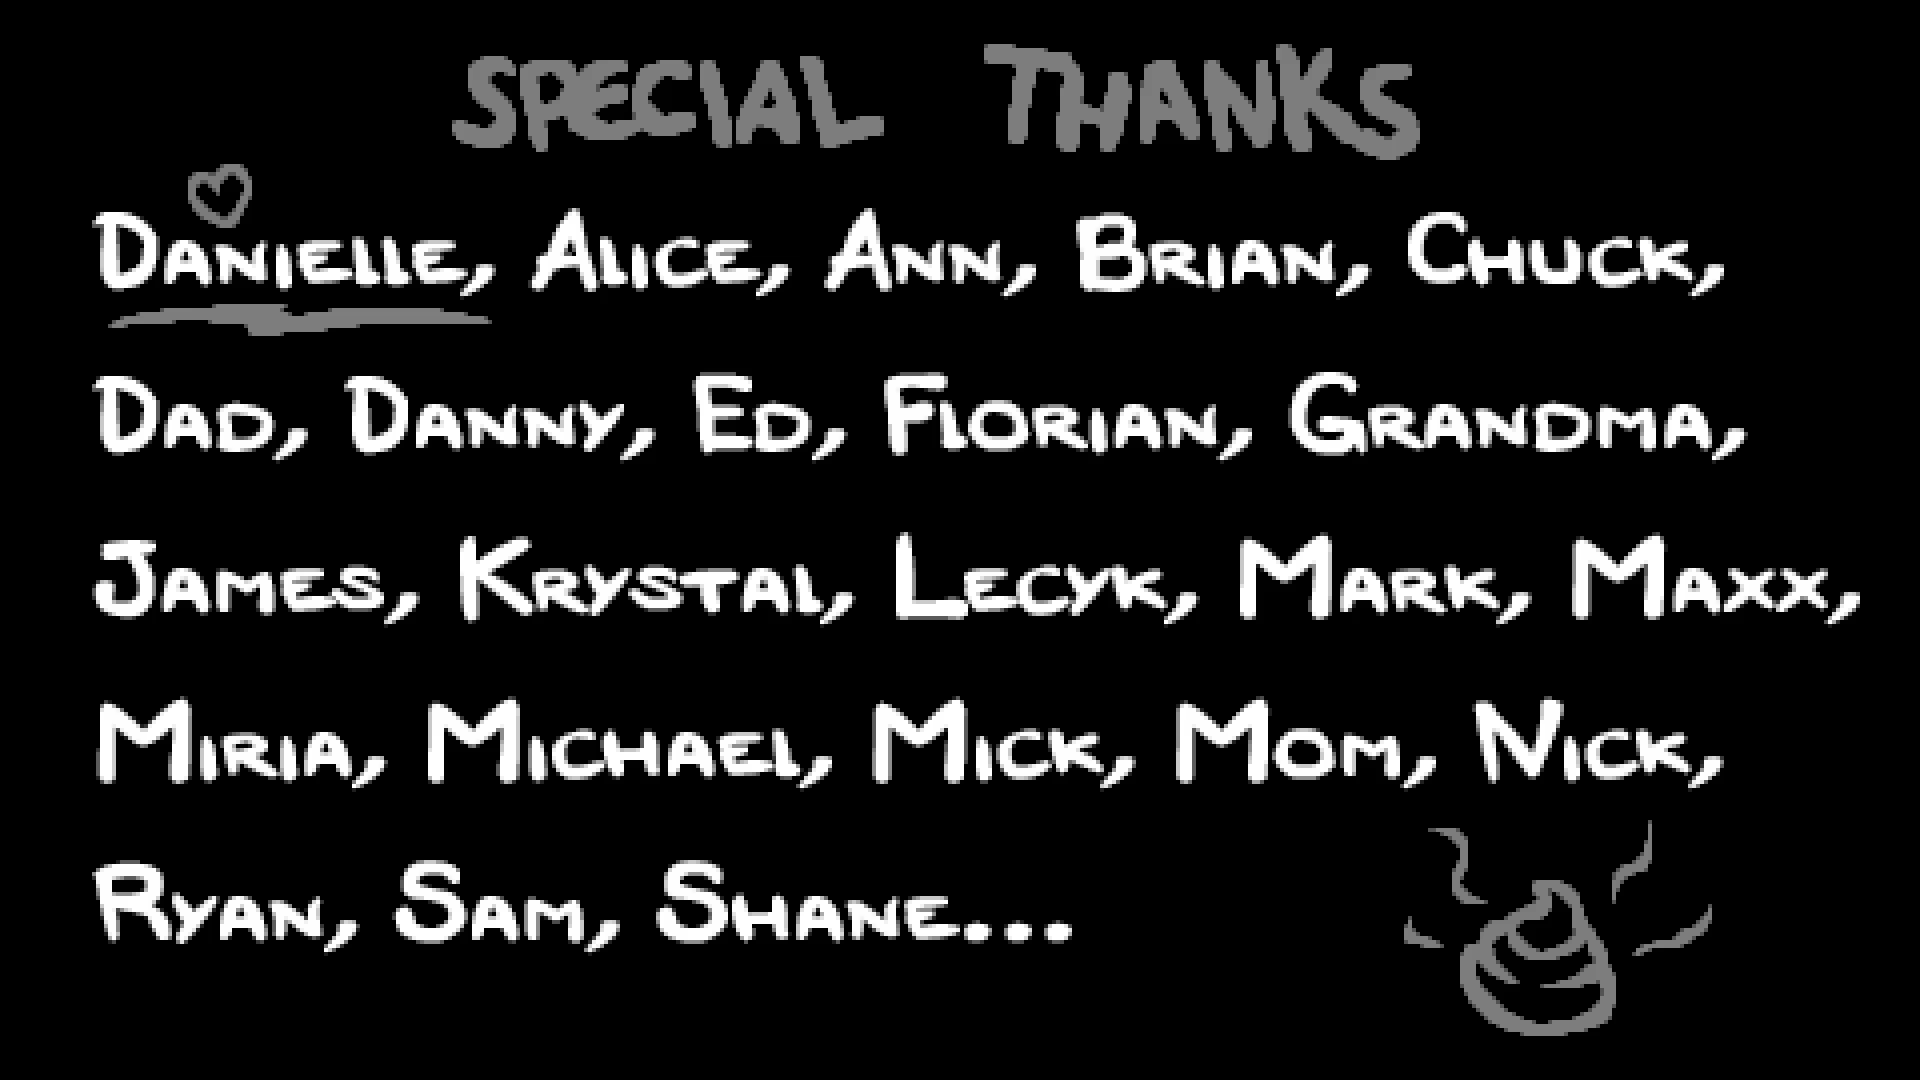 SPECIAL THANKS
Danielle, Alice, Ann, Brian, Chuck,
Dad, Danny, Ed, Florian, Grandma,
James, Krystal, Lecyk, Mark, Maxx,
Miria, Michael, Mick, Mom, Nick,
Ryan, Sam, Shane...